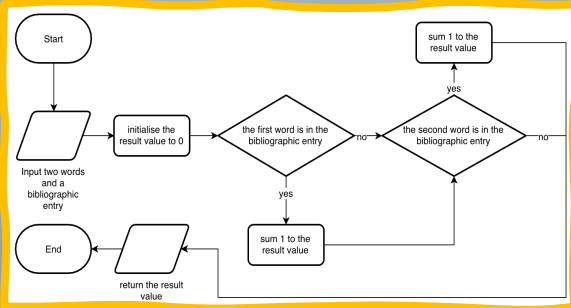 Start
Input two words
and a
bibliographic
entry
initialise the
result value to 0
the first word is in the
bibliographic entry
no
yes
sum 1 to the
result value
the second word is in the
bibliographic entry
yes
no
sum 1 to the
result value
return the result
value
End